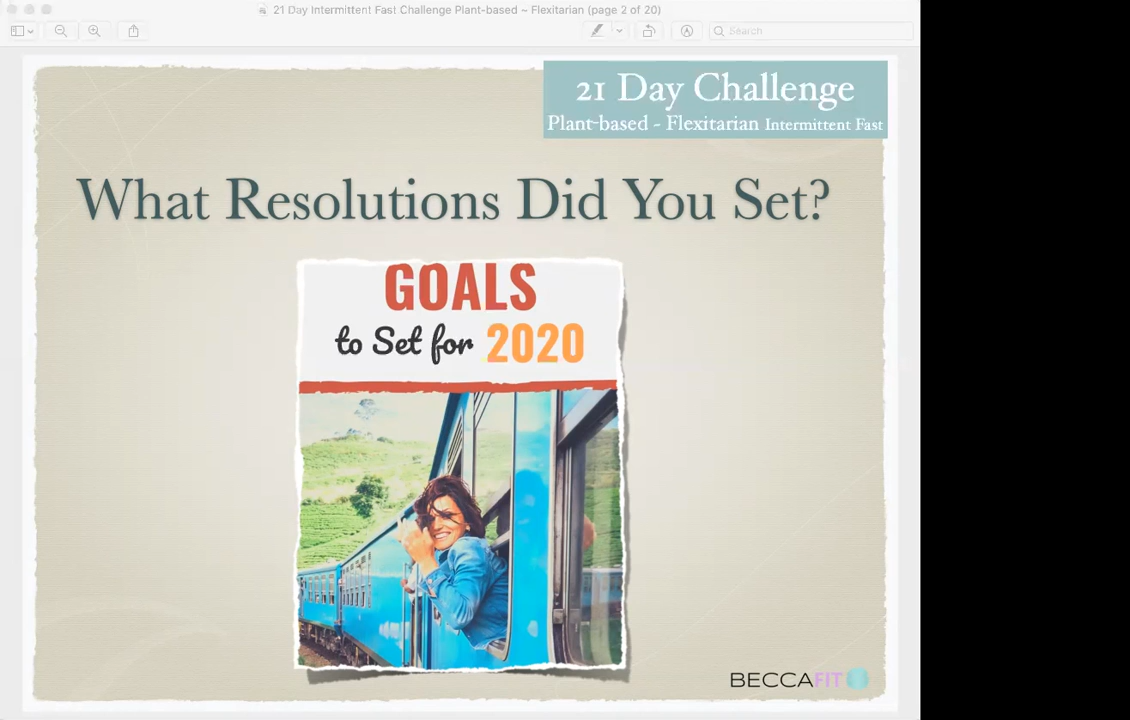 21 Day Intermittent Fast Challenge Plant-based ~ Flexitarian (page 2 of 20)
Search
21 Day Challenge
Plant-based - Flexitarian Intermittent Fast
What Resolutions Did You Set?
GOALS
to Set for 2020
BECCAFIT